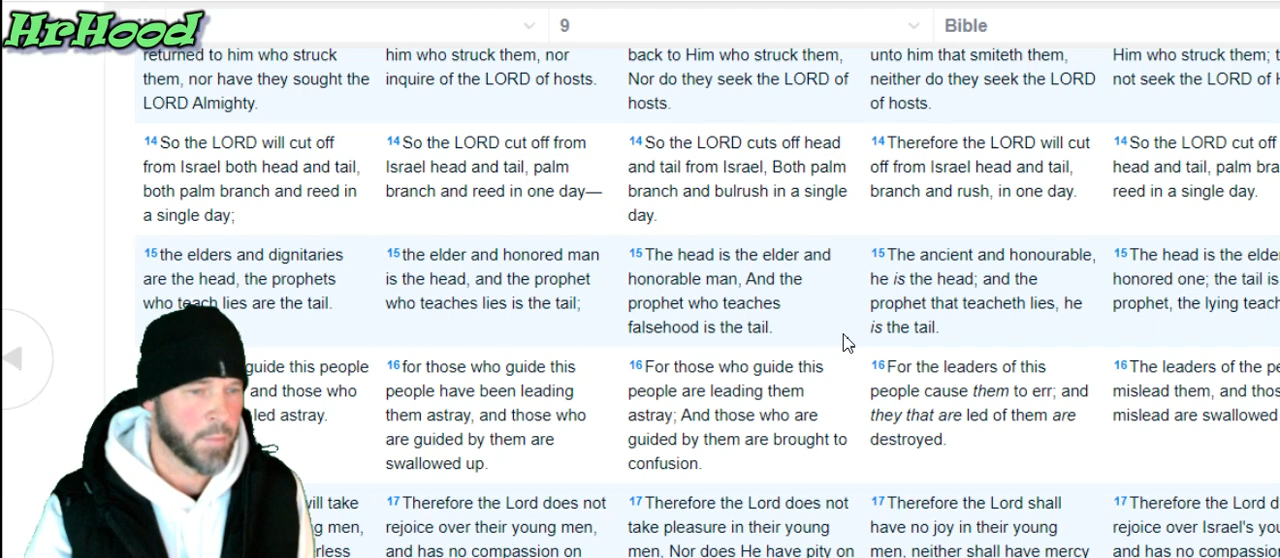 HrHood
9
Bible
returned to him who struck
them, nor have they sought the
LORD Almighty.
him who struck them, nor
inquire of the LORD of hosts.
back to Him who struck them,
Nor do they seek the LORD of
hosts.
unto him that smiteth them,
neither do they seek the LORD
of hosts.
Him who struck them;
not seek the LORD of
14 So the LORD will cut off
from Israel both head and tail,
both palm branch and reed in
a single day;
14 So the LORD cut off from
Israel head and tail, palm
branch and reed in one day—
14 So the LORD cuts off head
and tail from Israel, Both palm
branch and bulrush in a single
day.
14 Therefore the LORD will cut
off from Israel head and tail,
branch and rush, in one day.
14 So the LORD cut off
head and tail, palm bra
reed in a single day.
15 the elders and dignitaries
are the head, the prophets
who teach lies are the tail.
15 the elder and honored man
is the head, and the prophet
who teaches lies is the tail;
15 The head is the elder and
honorable man, And the
prophet who teaches
falsehood is the tail.
15 The ancient and honourable,
he is the head; and the
prophet that teacheth lies, he
is the tail.
15 The head is the elde
honored one; the tail is
prophet, the lying teach
guide this people
and those who
led astray.
16 for those who guide this
people have been leading
them astray, and those who
are guided by them are
swallowed up.
16 For those who guide this
people are leading them
astray; And those who are
guided by them are brought to
confusion.
16 For the leaders of this
people cause them to err; and
they that are led of them are
destroyed.
16 The leaders of the pe
mislead them, and thos
mislead are swallowed
will take
g men,
rless
17 Therefore the Lord does not
rejoice over their young men,
and has no compassion on
17 Therefore the Lord does not
take pleasure in their young
men, Nor does He have pity on
17 Therefore the Lord shall
have no joy in their young
men, neither shall have mercy
17 Therefore the Lord d
rejoice over Israel's you
and has no compassion